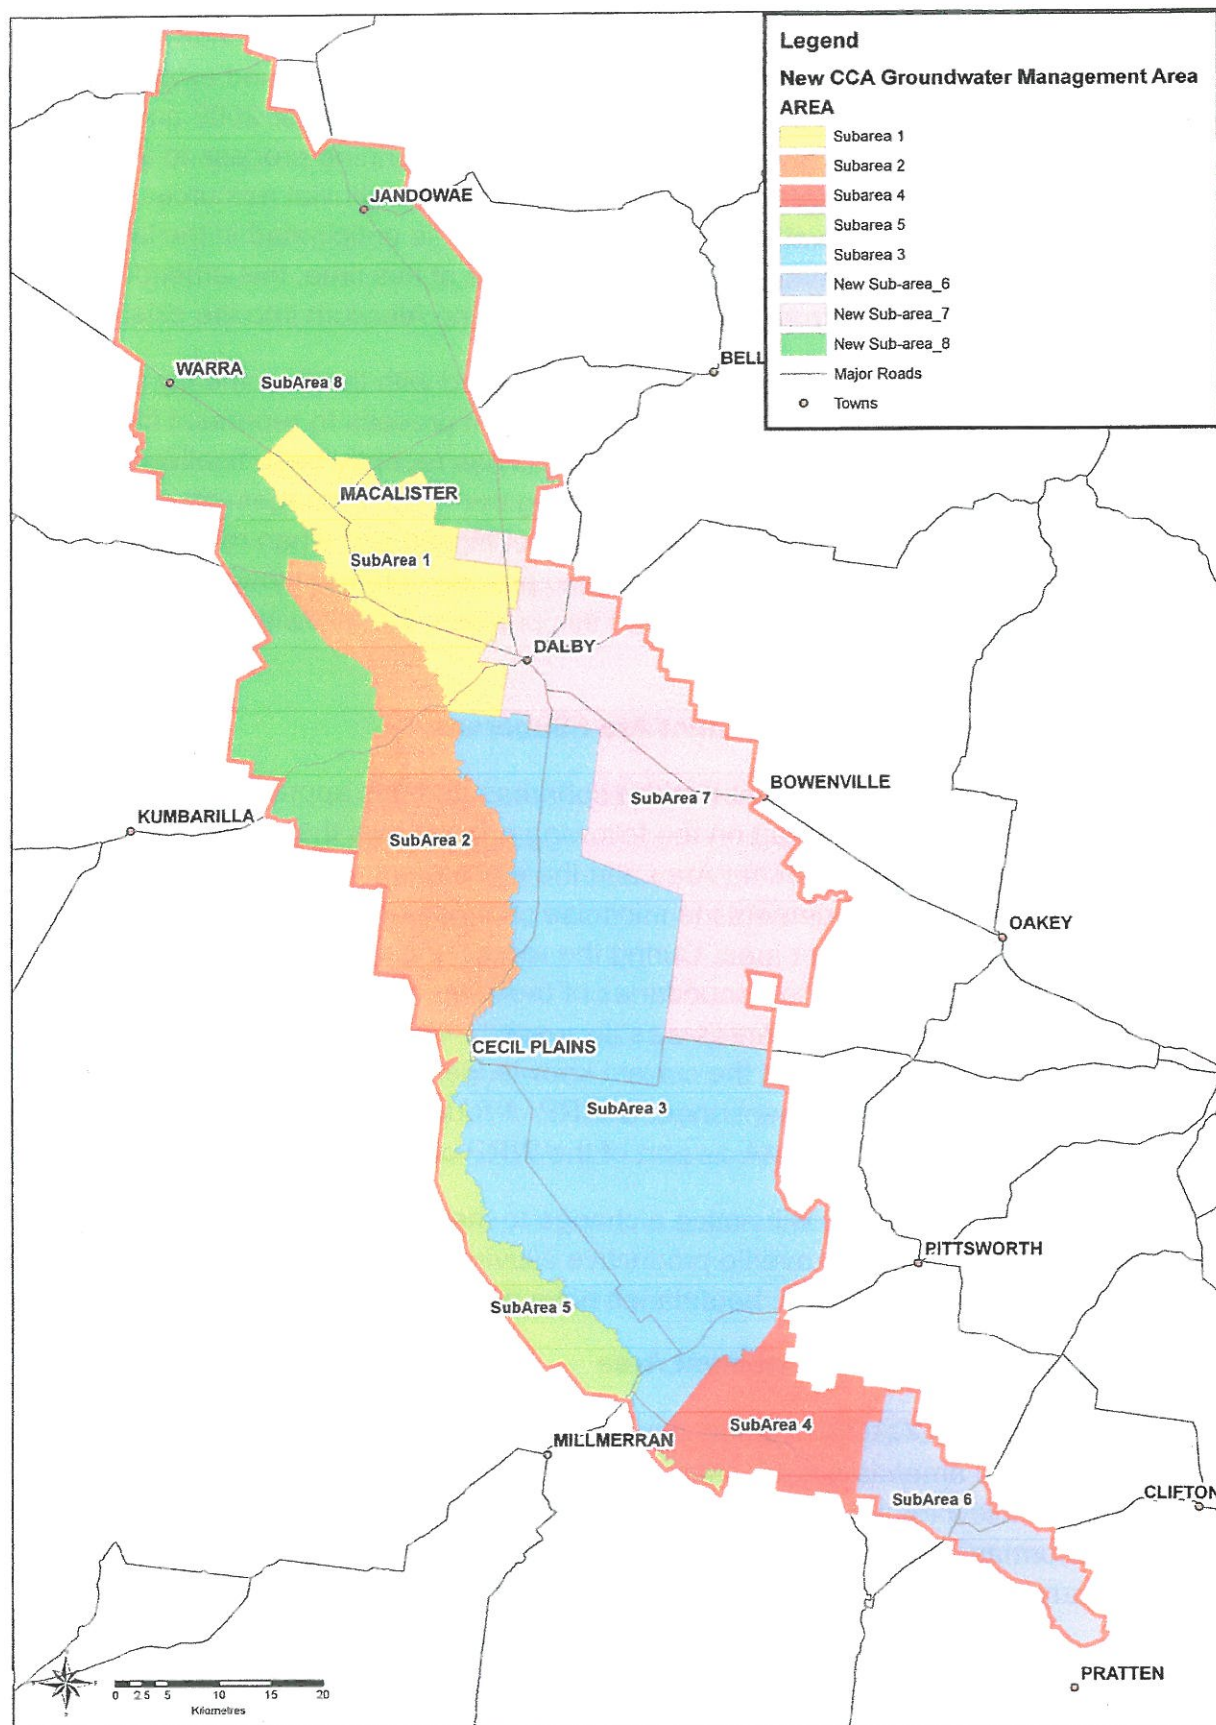 Legend
New CCA Groundwater Management Area
AREA
Subarea 1
Subarea 2
Subarea 4
Subarea 5
Subarea 3
New Sub-area_6
New Sub-area_7
New Sub-area_8
Major Roads
Towns
JANDOWAE
WARRA
SubArea 8
BELL
MACALISTER
SubArea 1
DALBY
BOWENVILLE
SubArea 7
KUMBARILLA
SubArea 2
OAKEY
CECIL PLAINS
SubArea 3
PITTSWORTH
SubArea 5
SubArea 4
MILLMERRAN
SubArea 6
CLIFTON
PRATTEN
0 2.5 5 10 15 20
Kilometres